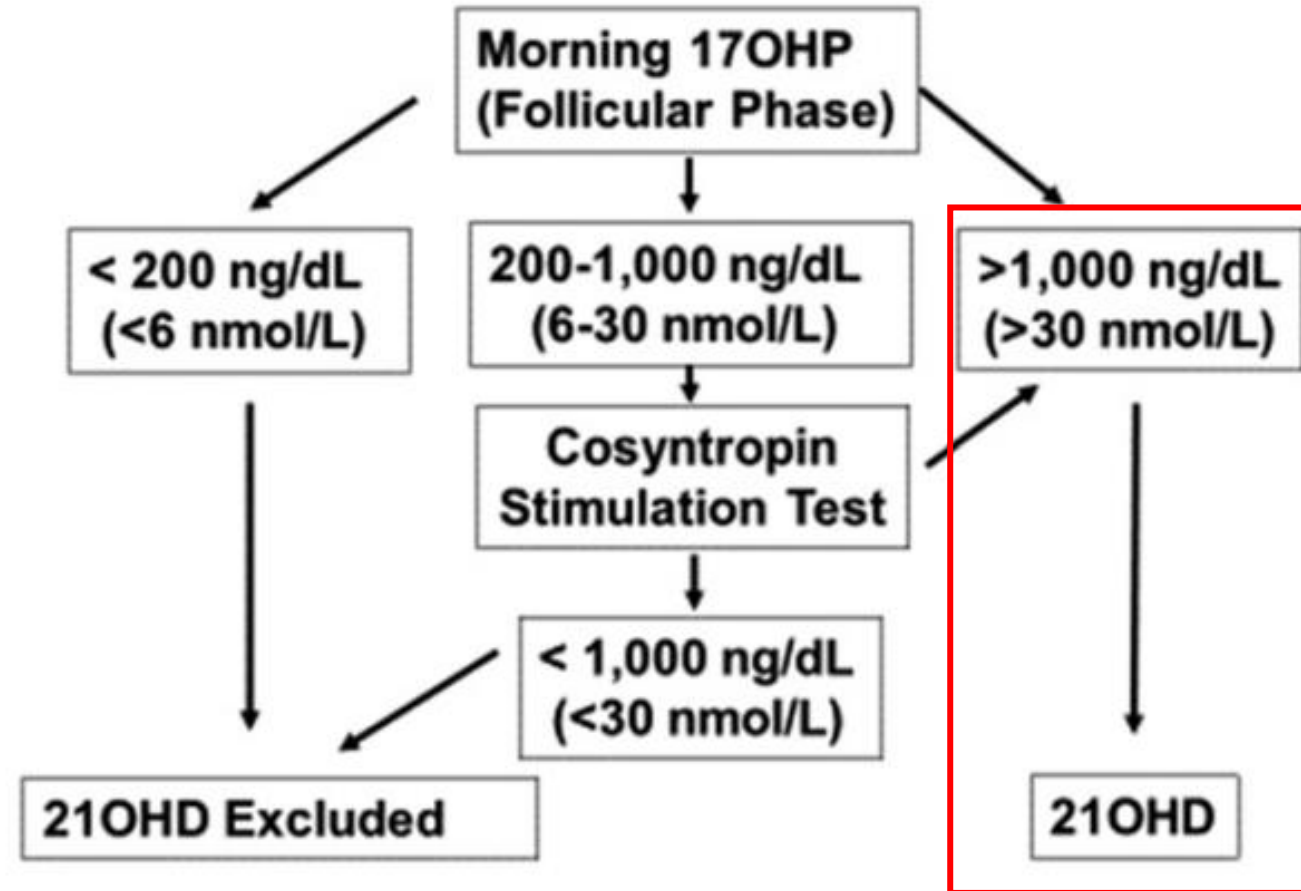 Morning 17OHP
(Follicular Phase)
< 200 ng/dL
(<6 nmol/L)
200-1,000 ng/dL
(6-30 nmol/L)
>1,000 ng/dL
(>30 nmol/L)
Cosyntropin
Stimulation Test
< 1,000 ng/dL
(<30 nmol/L)
21OHD Excluded
21OHD